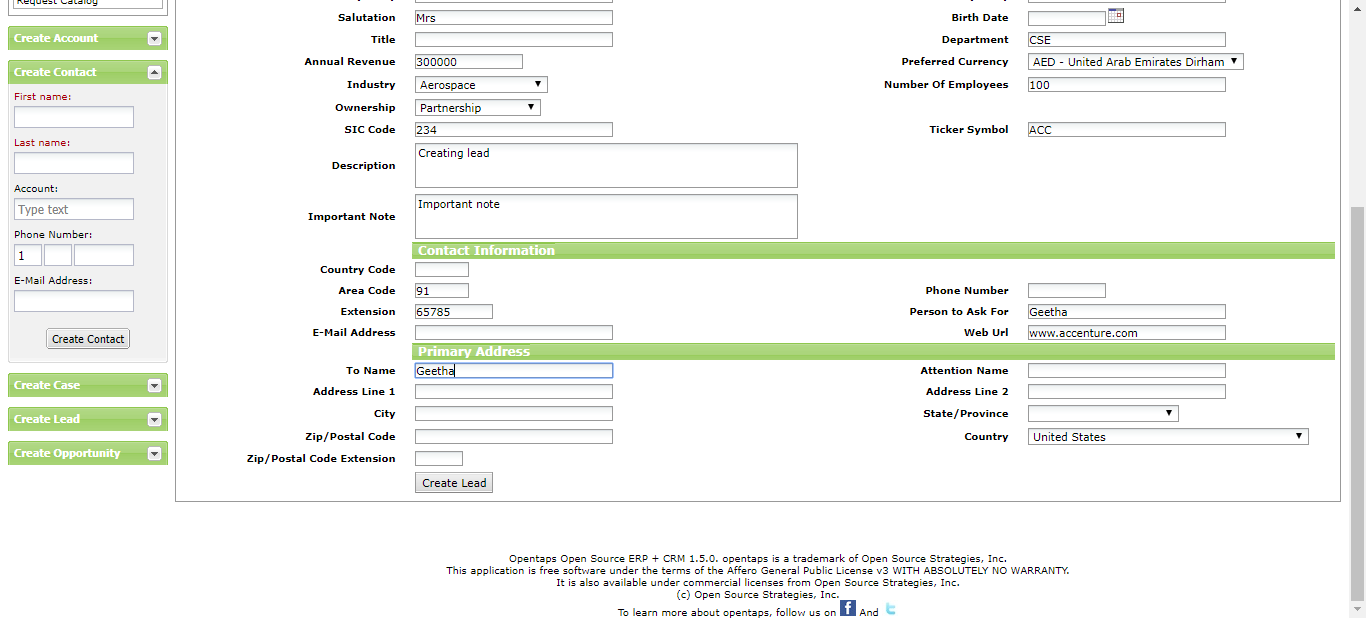 Request Catalog
Create Account
Create Contact
First name:
Last name:
Account:
Type text
Phone Number:
1
E-Mail Address:
Create Contact
Create Case
Create Lead
Create Opportunity
Salutation Mrs Birth Date
Title Department CSE
Annual Revenue 300000 Preferred Currency AED - United Arab Emirates Dirham
Industry Aerospace Number Of Employees 100
Ownership Partnership
SIC Code 234 Ticker Symbol ACC
Description Creating lead
Important Note Important note
Contact Information
Country Code
Area Code 91 Phone Number
Extension 65785 Person to Ask For Geetha
E-Mail Address Web Url www.accenture.com
Primary Address
To Name Geetha Attention Name
Address Line 1 Address Line 2
City State/Province
Zip/Postal Code Country United States
Zip/Postal Code Extension
Create Lead
Opentaps Open Source ERP + CRM 1.5.0. opentaps is a trademark of Open Source Strategies, Inc.
This application is free software under the terms of the Affero General Public License v3 WITH ABSOLUTELY NO WARRANTY.
It is also available under commercial licenses from Open Source Strategies, Inc.
(c) Open Source Strategies, Inc.
To learn more about opentaps, follow us on f And t